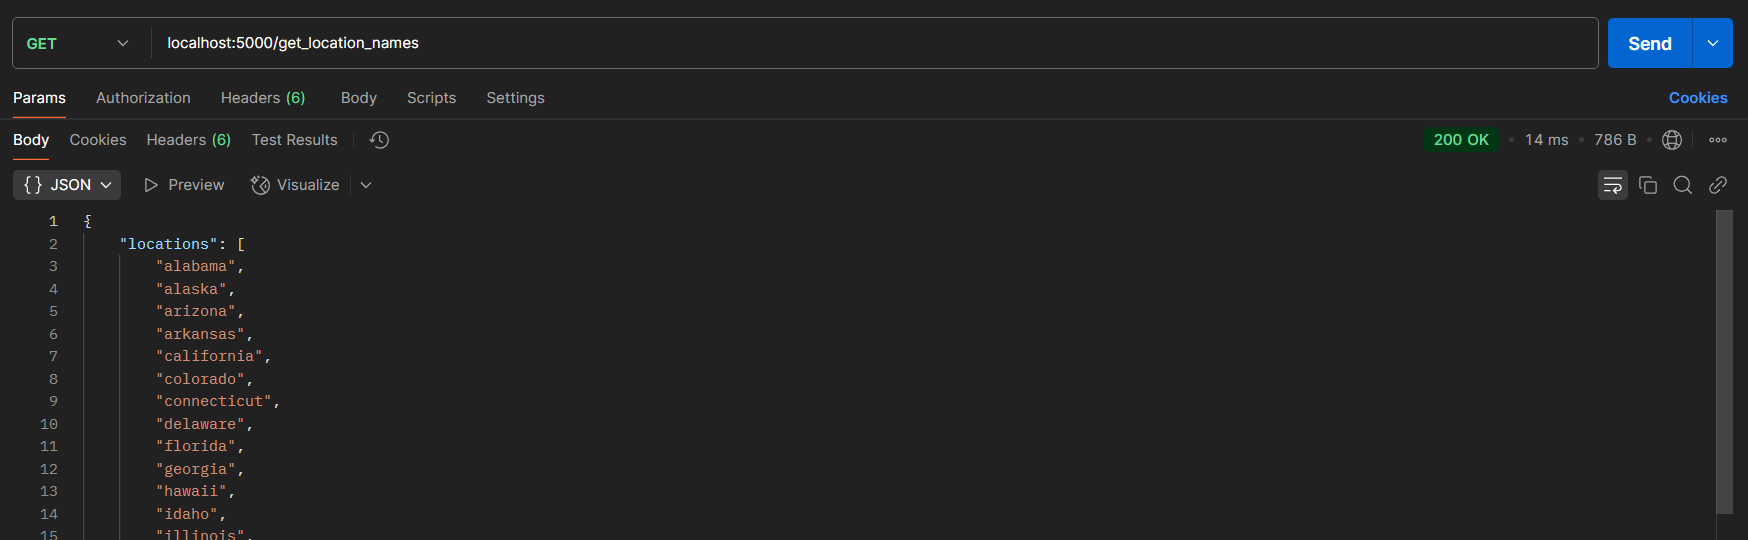 GET localhost:5000/get_location_names Send
Params Authorization Headers (6) Body Scripts Settings Cookies
Body Cookies Headers (6) Test Results 200 OK • 14 ms • 786 B •
{} JSON Preview Visualize
1 {
2 "locations": [
3 "alabama",
4 "alaska",
5 "arizona",
6 "arkansas",
7 "california",
8 "colorado",
9 "connecticut",
10 "delaware",
11 "florida",
12 "georgia",
13 "hawaii",
14 "idaho",
15 "illinois",